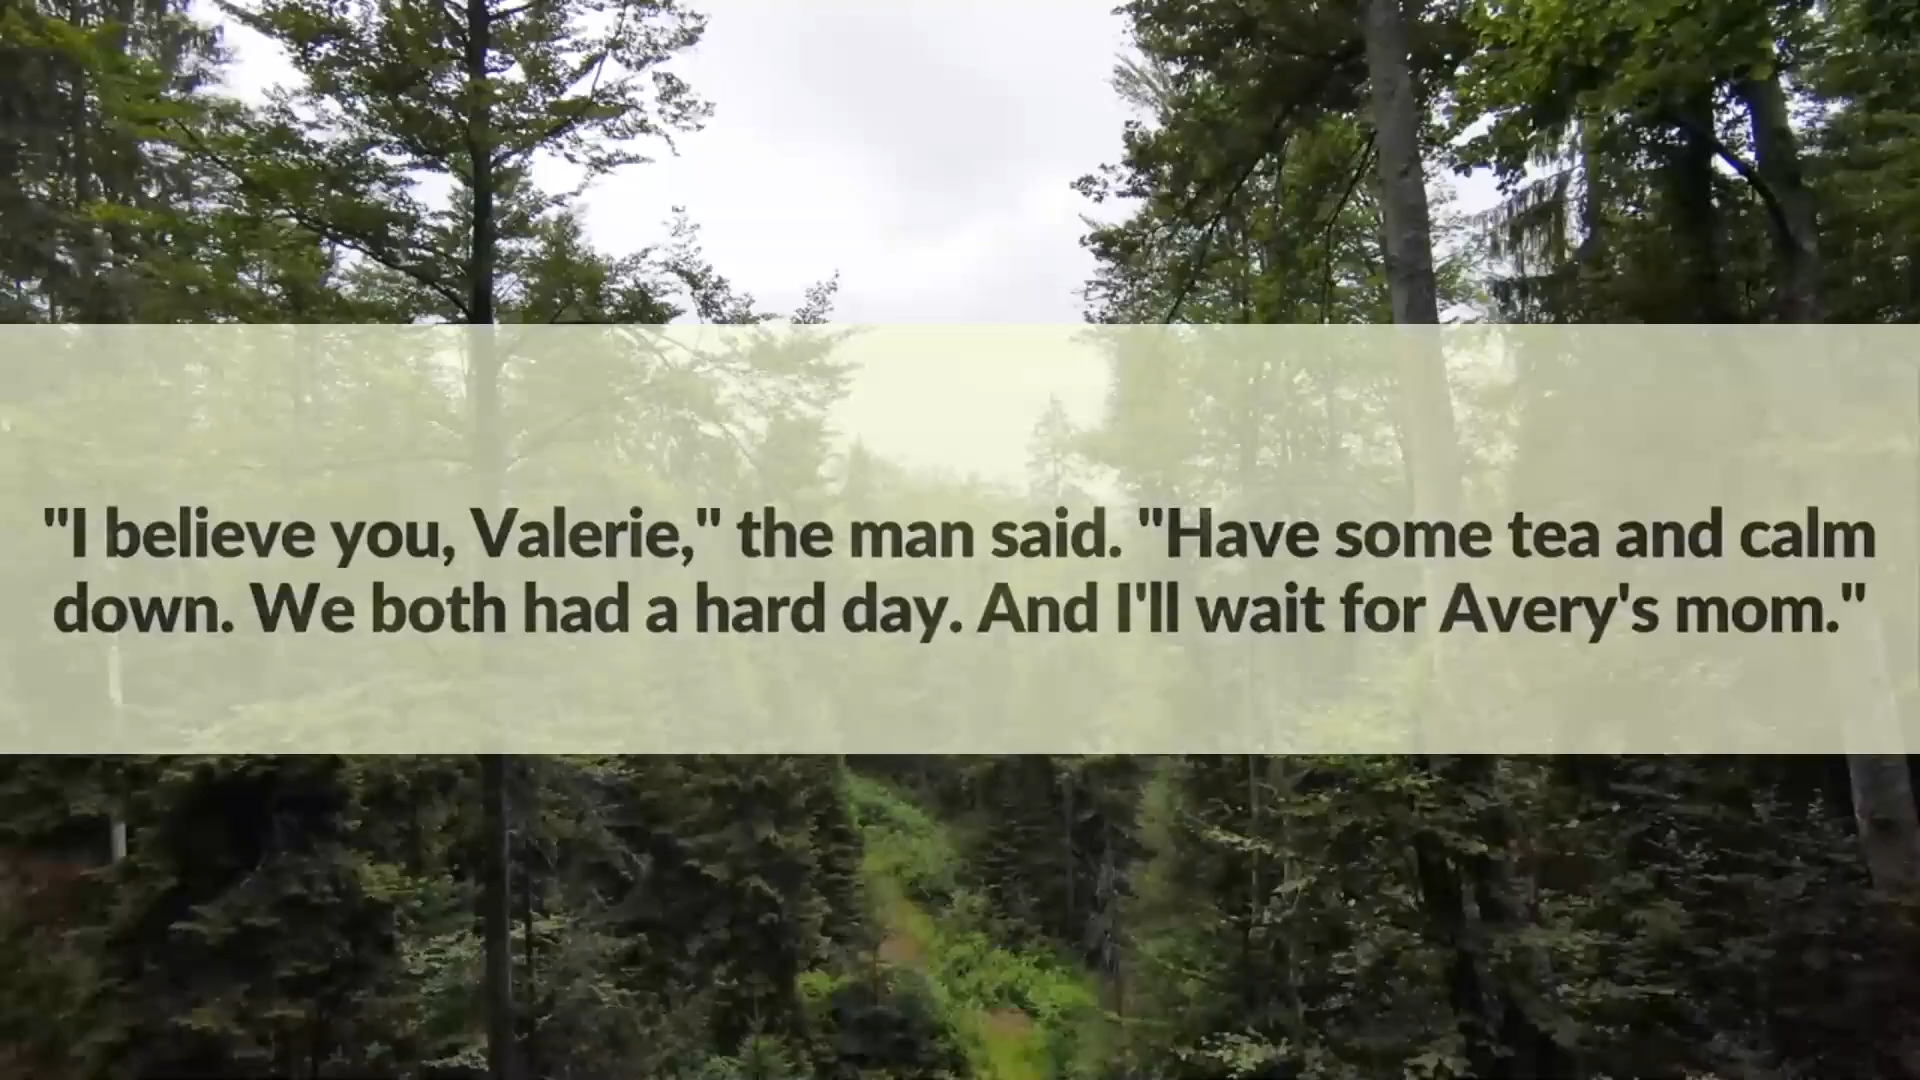 "I believe you, Valerie," the man said. "Have some tea and calm
down. We both had a hard day. And I'll wait for Avery's mom."